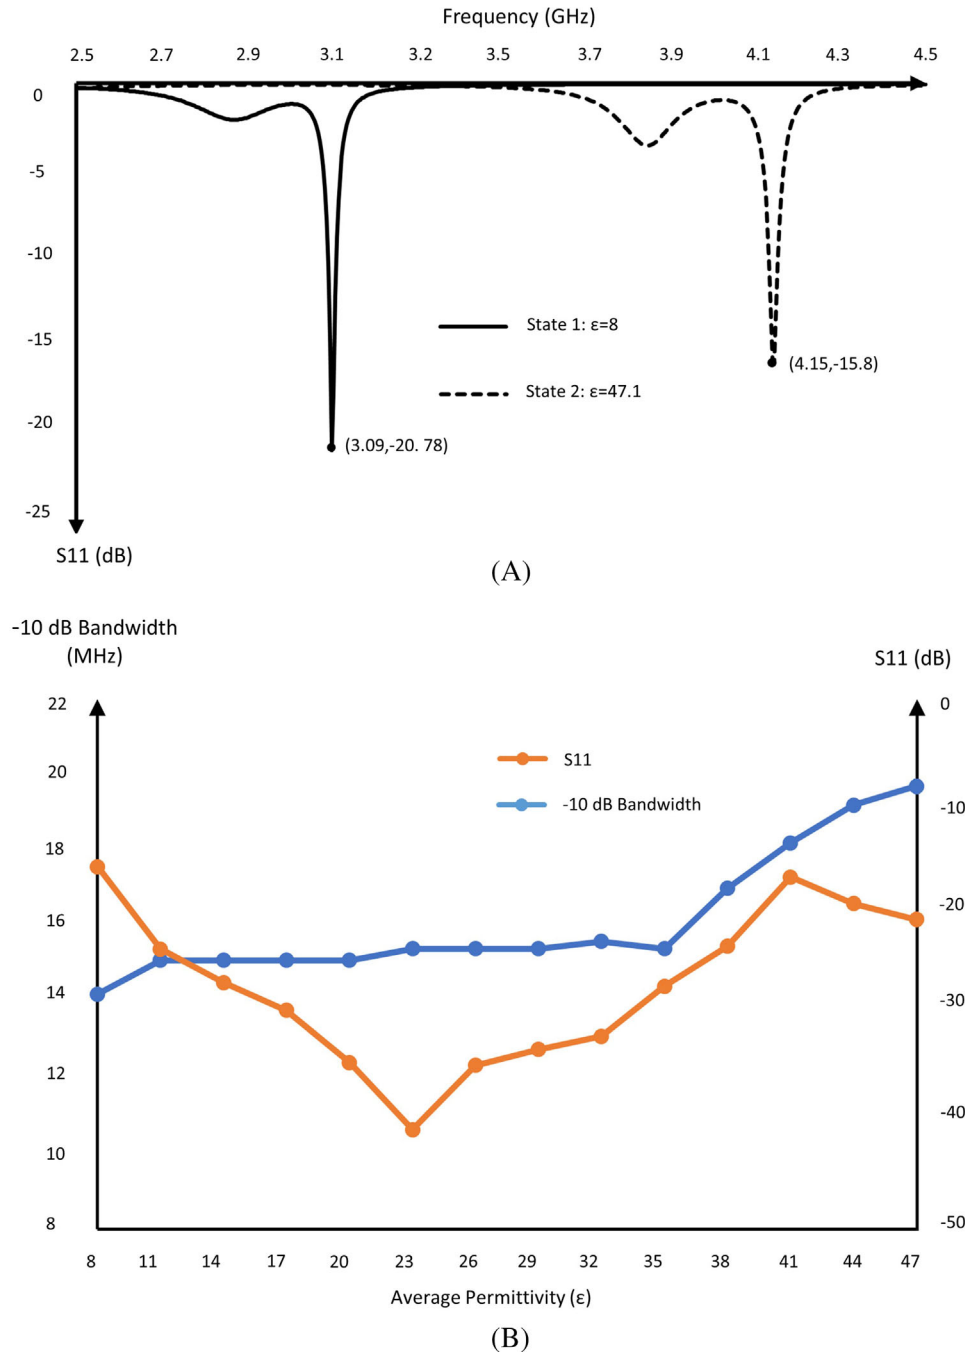 Frequency (GHz)
2.5 2.7 2.9 3.1 3.2 3.5 3.7 3.9 4.1 4.3 4.5
0
-5
-10
-15
-20
-25
State 1: ε=8
State 2: ε=47.1
(4.15,-15.8)
(3.09,-20. 78)
S11 (dB)
(A)
-10 dB Bandwidth
(MHz)
S11 (dB)
22
20
18
16
14
12
10
8
S11
-10 dB Bandwidth
0
-10
-20
-30
-40
-50
8 11 14 17 20 23 26 29 32 35 38 41 44 47
Average Permittivity (ε)
(B)